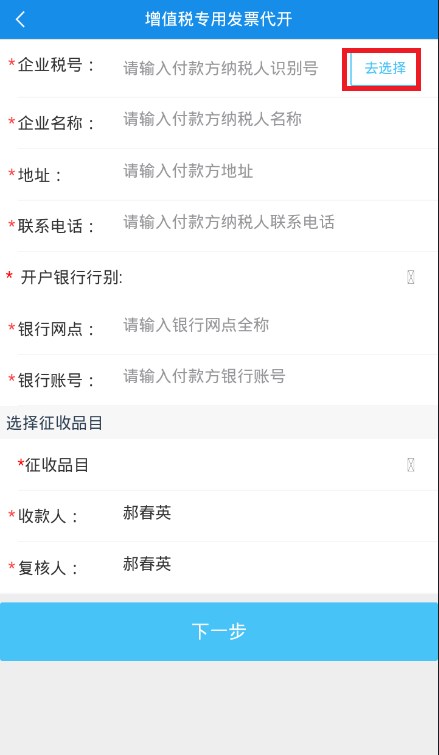 增值税专用发票代开
*企业税号： 请输入付款方纳税人识别号 去选择
*企业名称： 请输入付款方纳税人名称
*地址： 请输入付款方地址
*联系电话： 请输入付款方纳税人联系电话
* 开户银行行别:
*银行网点： 请输入银行网点全称
*银行账号： 请输入付款方银行账号
选择征收品目
*征收品目
*收款人： 郝春英
*复核人： 郝春英
下一步